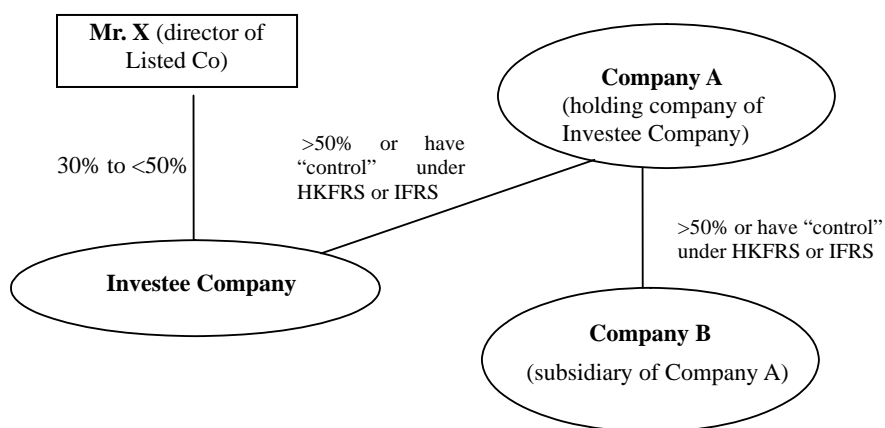 Mr. X (director of
Listed Co)
Company A
(holding company of
Investee Company)
30% to <50%
>50% or have
“control” under
HKFRS or IFRS
>50% or have “control”
under HKFRS or IFRS
Investee Company
Company B
(subsidiary of Company A)